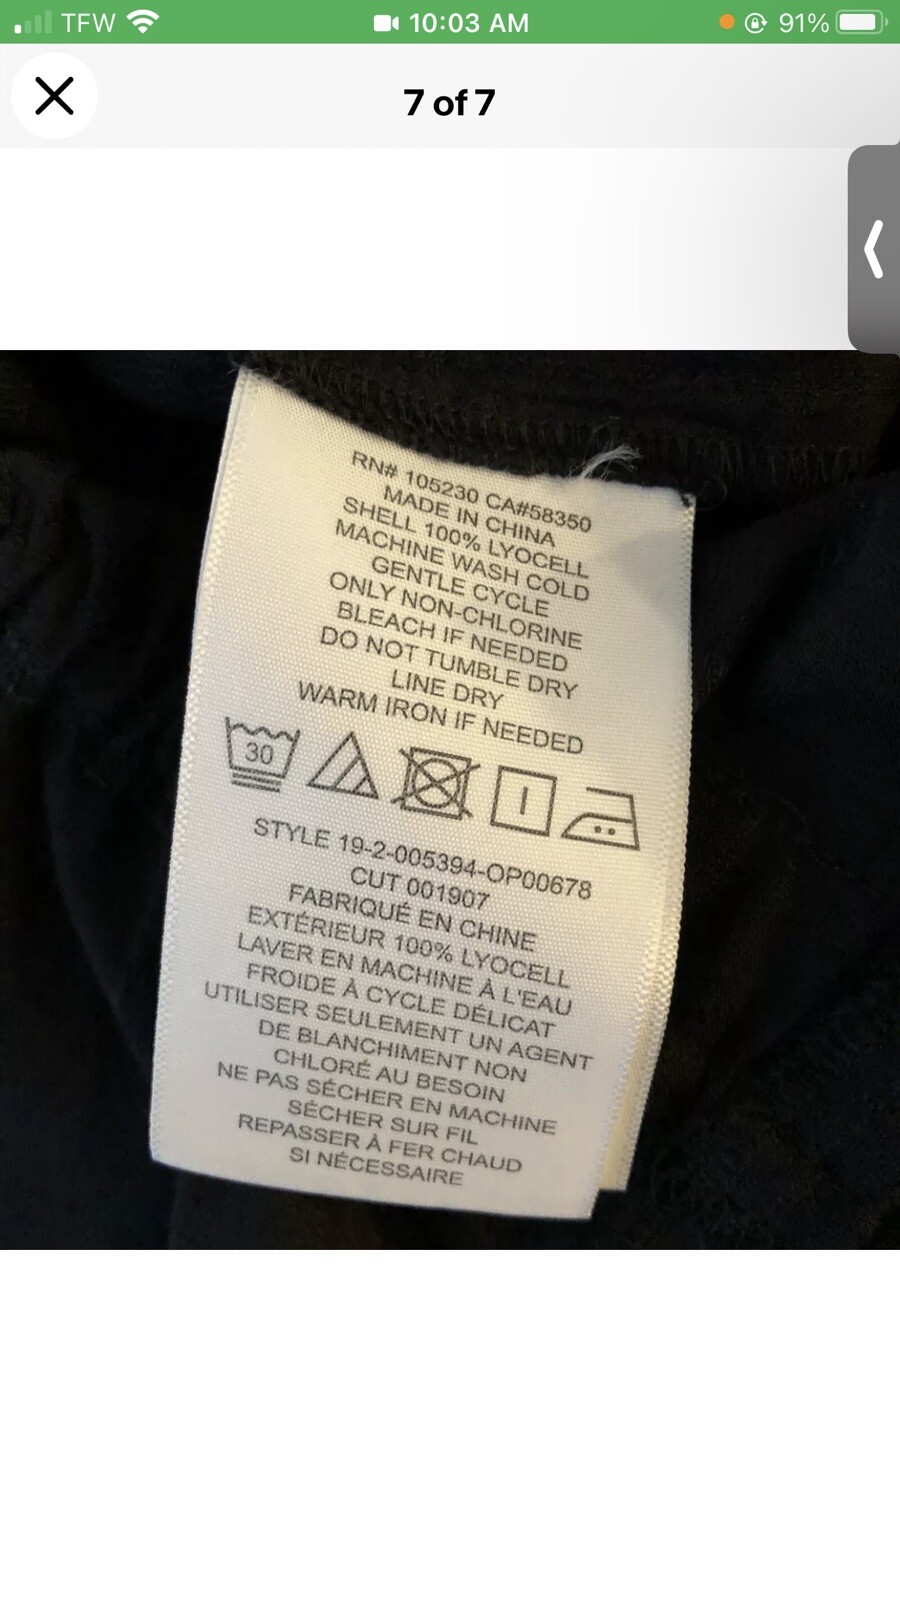 TFW 10:03 AM 91%
7 of 7
RN# 105230 CA#58350
MADE IN CHINA
SHELL 100% LYOCELL
MACHINE WASH COLD
GENTLE CYCLE
ONLY NON-CHLORINE
BLEACH IF NEEDED
DO NOT TUMBLE DRY
LINE DRY
WARM IRON IF NEEDED
30
STYLE 19-2-005394-OP00678
CUT 001907
FABRIQUÉ EN CHINE
EXTÉRIEUR 100% LYOCELL
LAVER EN MACHINE À L'EAU
FROIDE À CYCLE DÉLICAT
UTILISER SEULEMENT UN AGENT
DE BLANCHIMENT NON
CHLORÉ AU BESOIN
NE PAS SÉCHER EN MACHINE
SÉCHER SUR FIL
REPASSER À FER CHAUD
SI NÉCESSAIRE